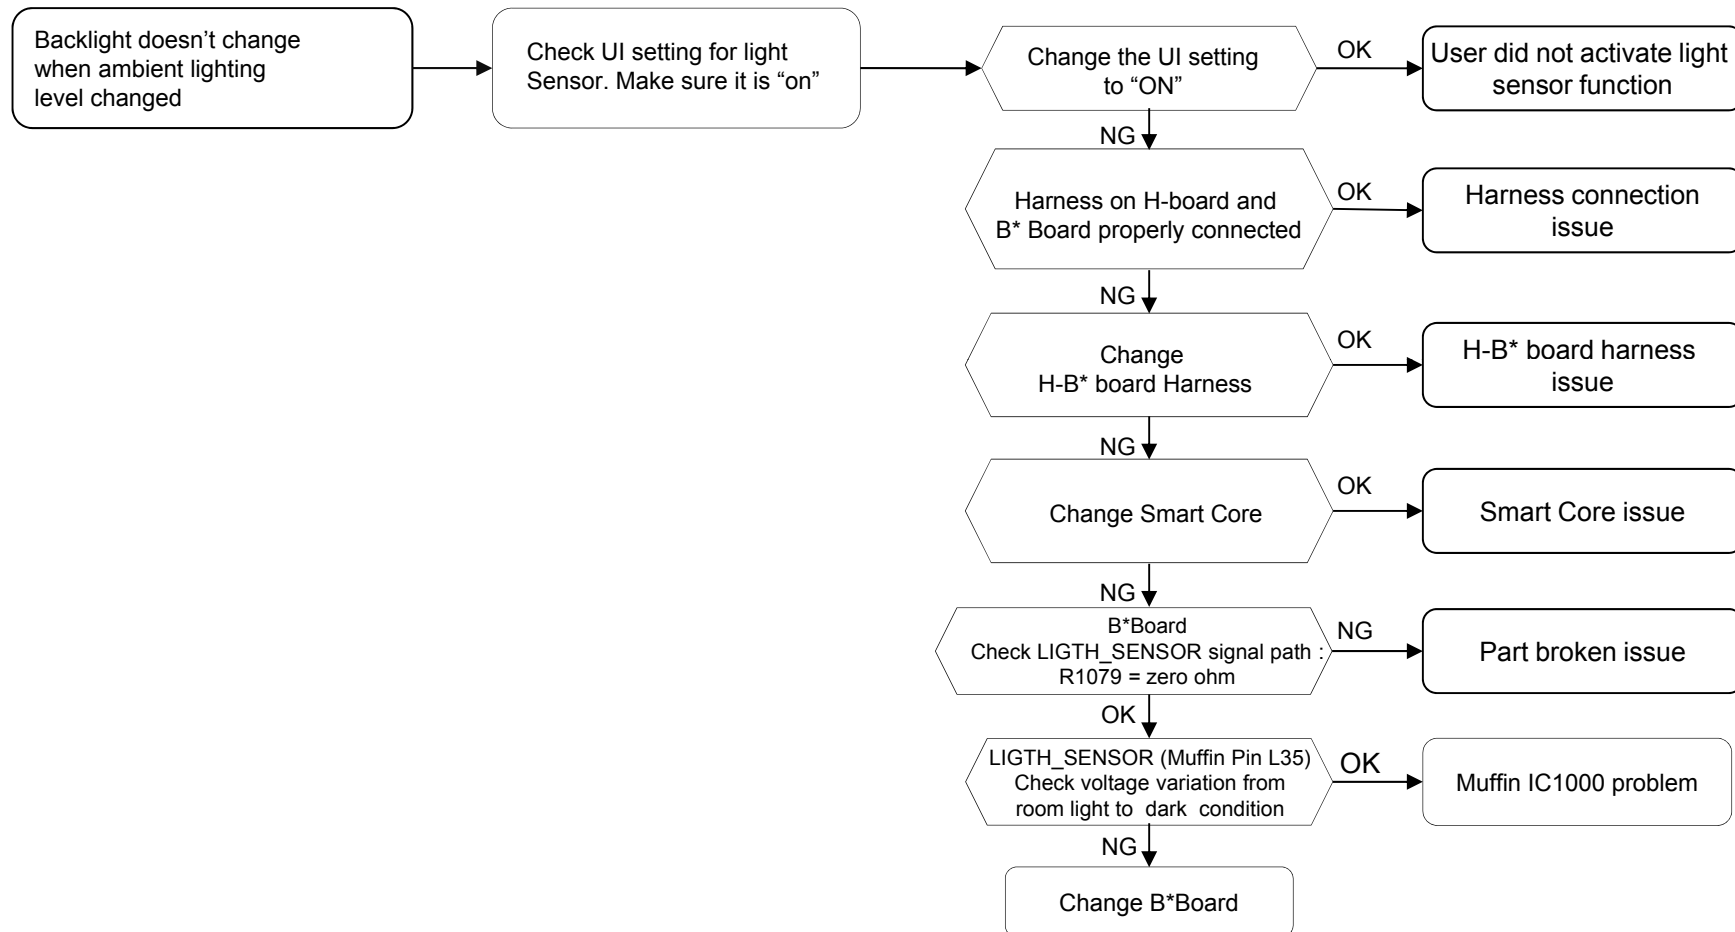 Backlight doesn’t change
when ambient lighting
level changed
Check UI setting for light
Sensor. Make sure it is “on”
Change the UI setting
to “ON”
OK
User did not activate light
sensor function
NG
Harness on H-board and
B* Board properly connected
OK
Harness connection
issue
NG
Change
H-B* board Harness
OK
H-B* board harness
issue
NG
Change Smart Core
OK
Smart Core issue
NG
B*Board
Check LIGTH_SENSOR signal path :
R1079 = zero ohm
NG
Part broken issue
OK
LIGTH_SENSOR (Muffin Pin L35)
Check voltage variation from
room light to dark condition
OK
Muffin IC1000 problem
NG
Change B*Board